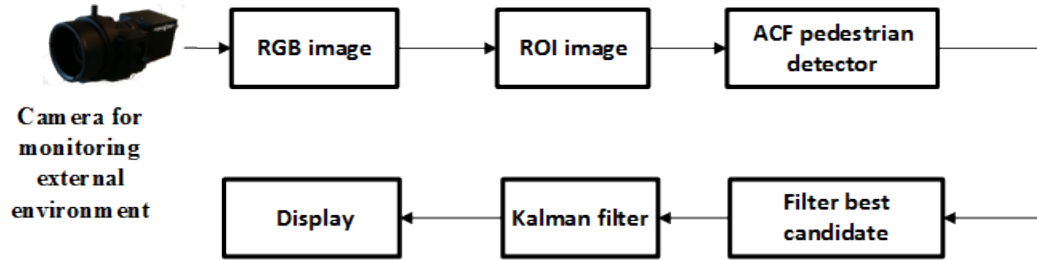 RGB image
ROI image
ACF pedestrian
detector
Camera for
monitoring
external
environment
Display
Kalman filter
Filter best
candidate